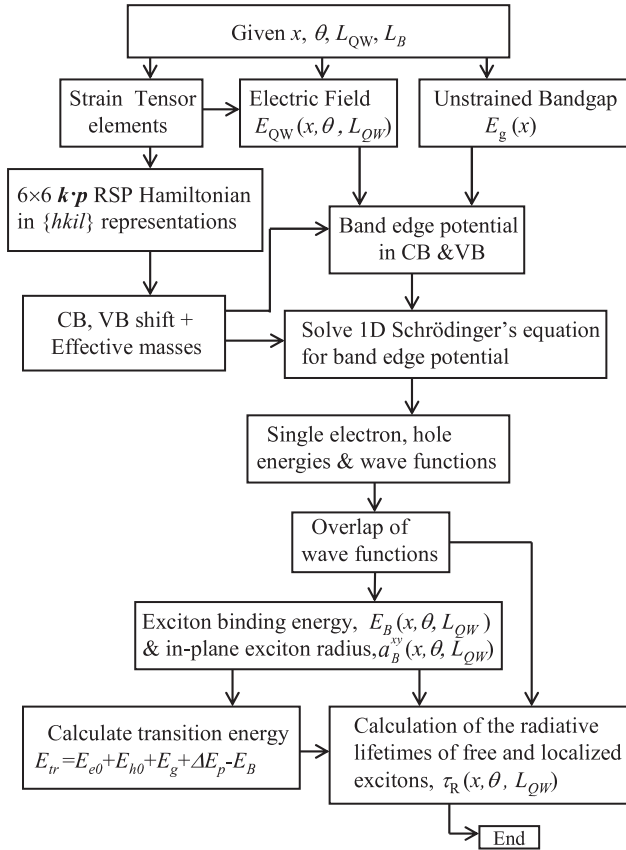 Given x, θ, L_QW, L_B
Strain Tensor
elements
Electric Field
E_QW (x, θ, L_QW)
Unstrained Bandgap
E_g (x)
6×6 k·p RSP Hamiltonian
in {hkil} representations
Band edge potential
in CB &VB
CB, VB shift +
Effective masses
Solve 1D Schrödinger’s equation
for band edge potential
Single electron, hole
energies & wave functions
Overlap of
wave functions
Exciton binding energy, E_B (x, θ, L_QW)
& in-plane exciton radius, a_B^xy (x, θ, L_QW)
Calculate transition energy
E_tr =E_e0+E_h0+E_g+ΔE_p-E_B
Calculation of the radiative
lifetimes of free and localized
excitons, τ_R (x, θ, L_QW)
End